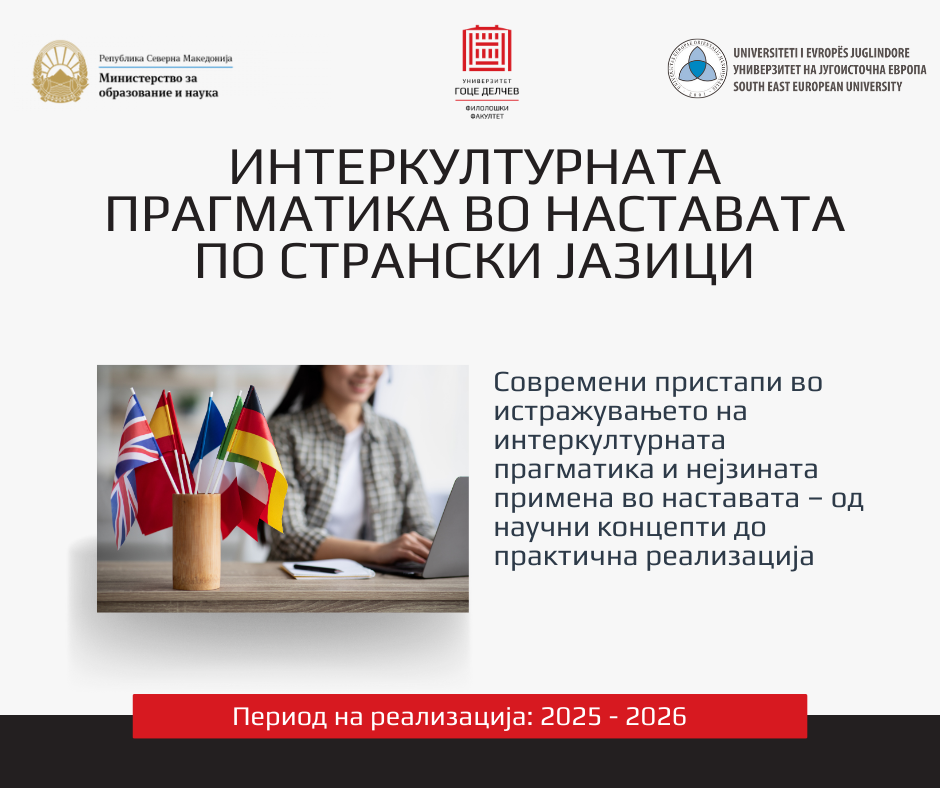 Република Северна Македонија
Министерство за
образование и наука
УНИВЕРЗИТЕТ
ГОЦЕ ДЕЛЧЕВ
ФИЛОЛОШКИ
ФАКУЛТЕТ
UNIVERSITETI I EVROPËS JUGLINDORE
УНИВЕРЗИТЕТ НА ЈУГОИСТОЧНА ЕВРОПА
SOUTH EAST EUROPEAN UNIVERSITY
ИНТЕРКУЛТУРНАТА
ПРАГМАТИКА ВО НАСТАВАТА
ПО СТРАНСКИ ЈАЗИЦИ
Современи пристапи во
истражувањето на
интеркултурната
прагматика и нејзината
примена во наставата – од
научни концепти до
практична реализација
Период на реализација: 2025 - 2026